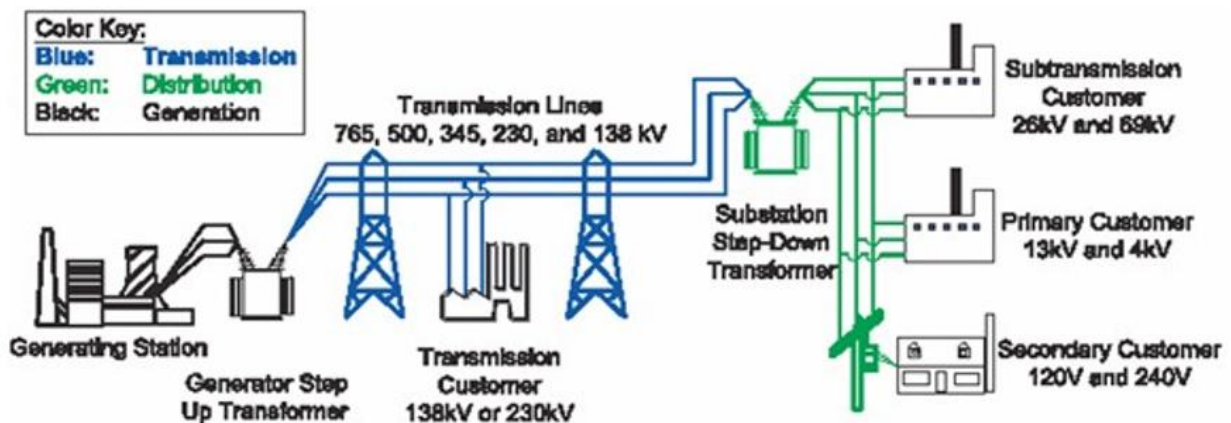 Color Key:
Blue: Transmission
Green: Distribution
Black: Generation
Transmission Lines
765, 500, 345, 230, and 138 kV
Subtransmission
Customer
26kV and 69kV
Substation
Step-Down
Transformer
Primary Customer
13kV and 4kV
Generating Station
Generator Step
Up Transformer
Transmission
Customer
138kV or 230kV
Secondary Customer
120V and 240V